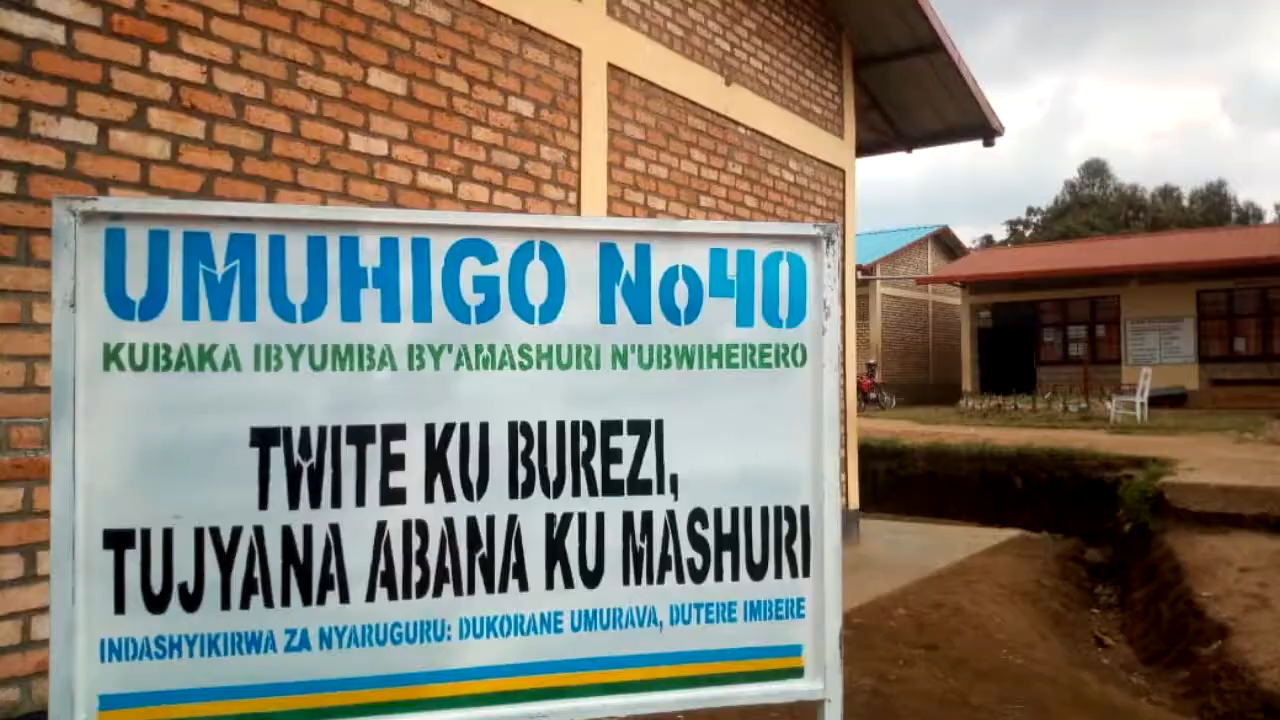 UMUHIGO No40
KUBAKA IBYUMBA BY'AMASHURI N'UBWIHERERO
TWITE KU BUREZI,
TUJYANA ABANA KU MASHURI
INDASHYIKIRWA ZA NYARUGURU: DUKORANE UMURAVA, DUTERE IMBERE